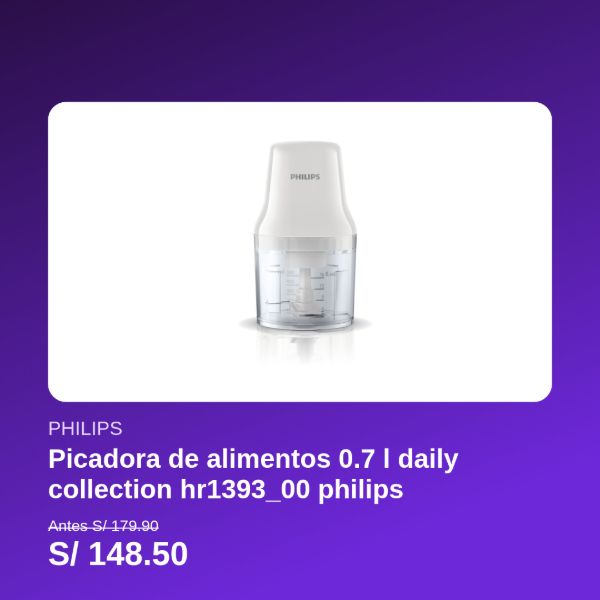 PHILIPS
PHILIPS
Picadora de alimentos 0.7 l daily
collection hr1393_00 philips
Antes S/ 179.90
S/ 148.50